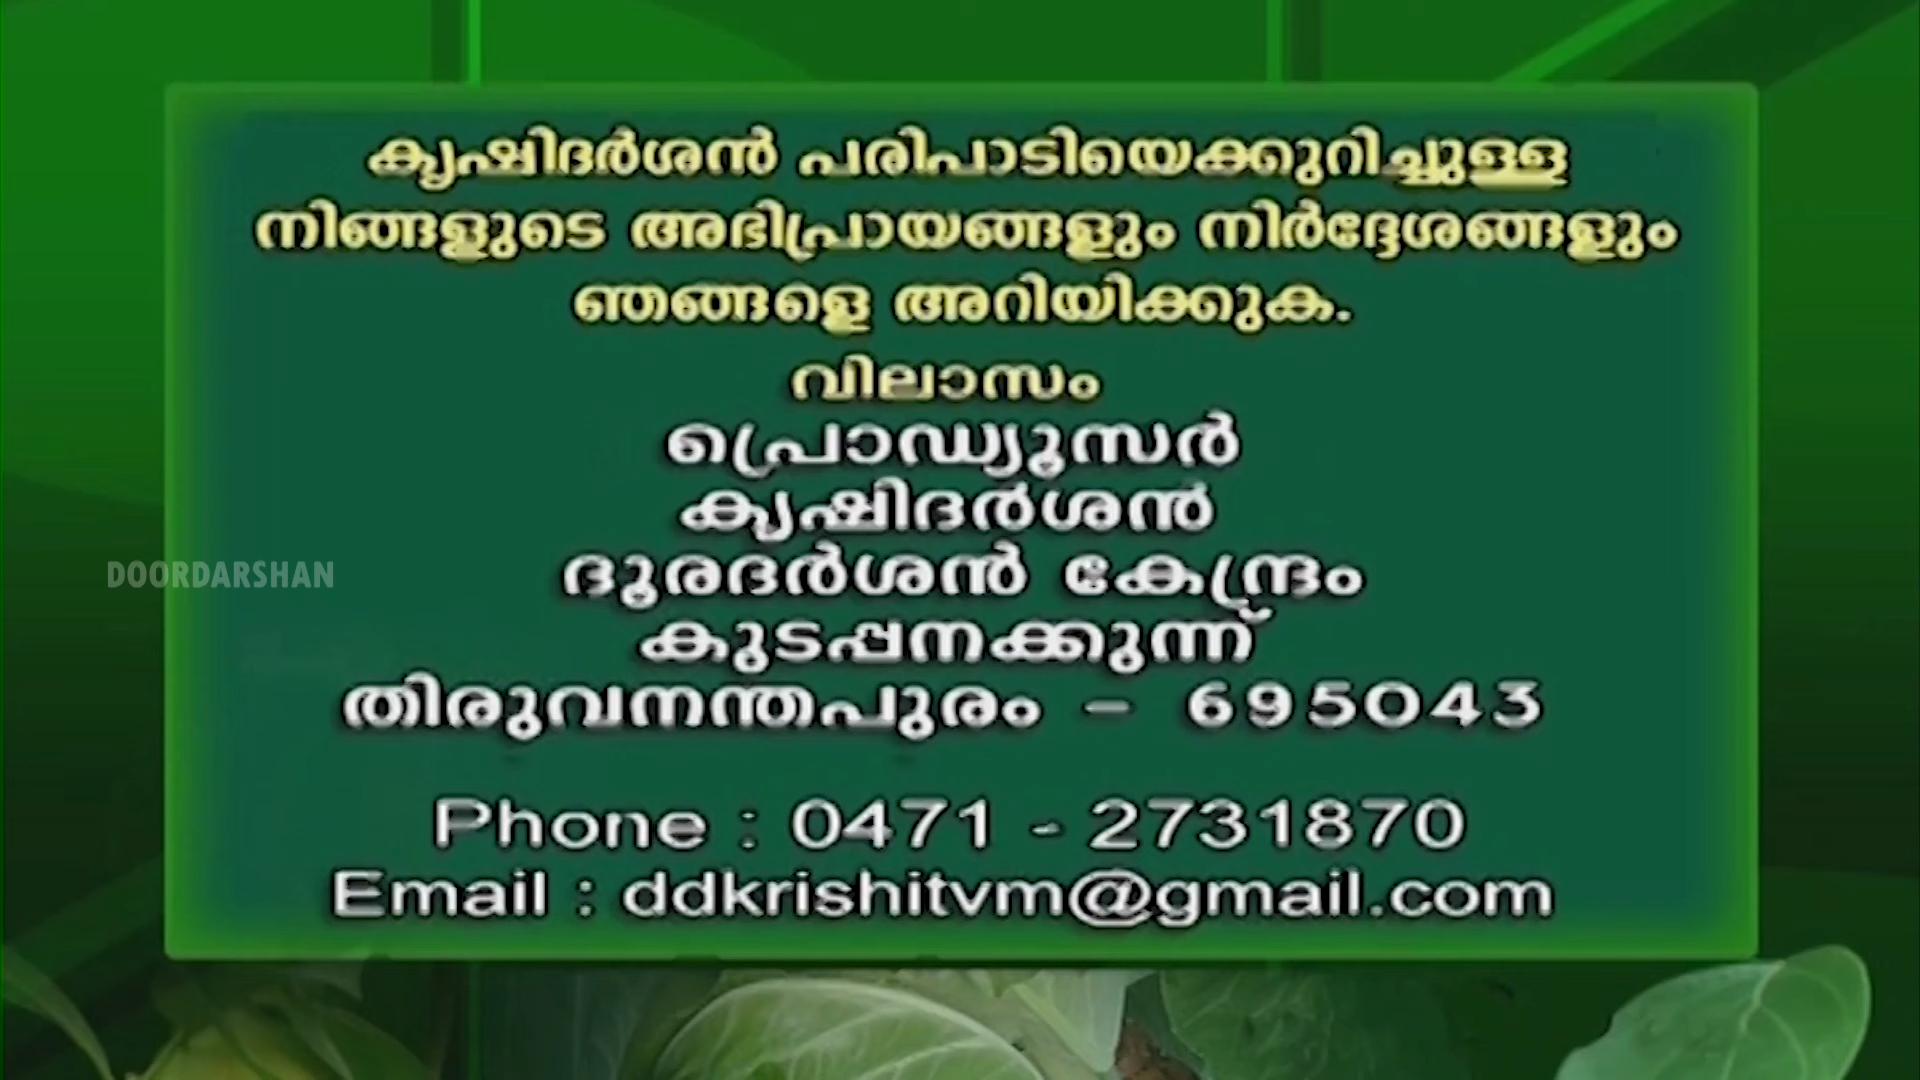 കൃഷിദർശൻ പരിപാടിയെക്കുറിച്ചുള്ള
നിങ്ങളുടെ അഭിപ്രായങ്ങളും നിർദ്ദേശങ്ങളും
ഞങ്ങളെ അറിയിക്കുക.
വിലാസം
പ്രൊഡ്യൂസർ
കൃഷിദർശൻ
ദൂരദർശൻ കേന്ദ്രം
കുടപ്പനക്കുന്ന്
തിരുവനന്തപുരം - 695043
Phone : 0471 - 2731870
Email : ddkrishitvm@gmail.com
DOORDARSHAN